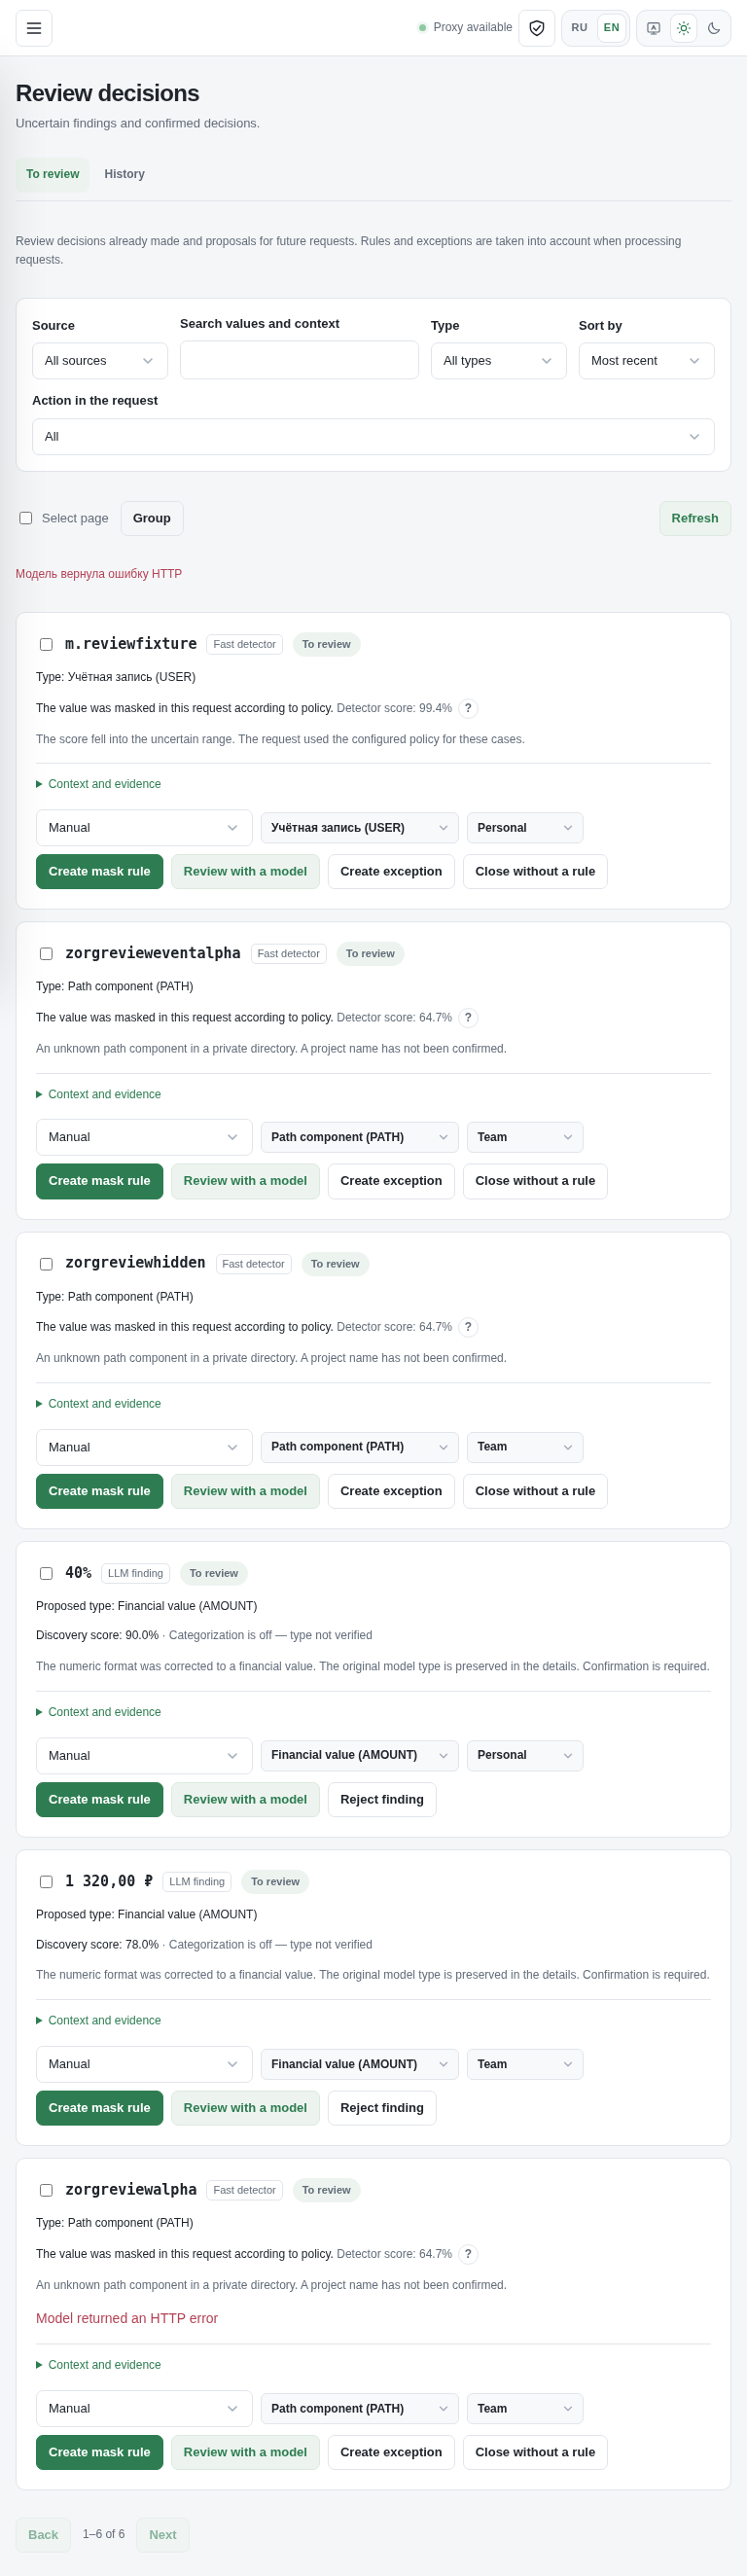 Proxy available
RU
EN
Review decisions
Uncertain findings and confirmed decisions.
To review
History
Review decisions already made and proposals for future requests. Rules and exceptions are taken into account when processing
requests.
Source
Search values and context
Type
Sort by
All sources
All types
Most recent
Action in the request
All
Select page
Group
Refresh
Модель вернула ошибку HTTP
m.reviewfixture Fast detector To review
Type: Учётная запись (USER)
The value was masked in this request according to policy. Detector score: 99.4% ?
The score fell into the uncertain range. The request used the configured policy for these cases.
Context and evidence
Manual Учётная запись (USER) Personal
Create mask rule Review with a model Create exception Close without a rule
zorgrevieweventalpha Fast detector To review
Type: Path component (PATH)
The value was masked in this request according to policy. Detector score: 64.7% ?
An unknown path component in a private directory. A project name has not been confirmed.
Context and evidence
Manual Path component (PATH) Team
Create mask rule Review with a model Create exception Close without a rule
zorgreviewhidden Fast detector To review
Type: Path component (PATH)
The value was masked in this request according to policy. Detector score: 64.7% ?
An unknown path component in a private directory. A project name has not been confirmed.
Context and evidence
Manual Path component (PATH) Team
Create mask rule Review with a model Create exception Close without a rule
40% LLM finding To review
Proposed type: Financial value (AMOUNT)
Discovery score: 90.0% · Categorization is off — type not verified
The numeric format was corrected to a financial value. The original model type is preserved in the details. Confirmation is required.
Context and evidence
Manual Financial value (AMOUNT) Personal
Create mask rule Review with a model Reject finding
1 320,00 ₽ LLM finding To review
Proposed type: Financial value (AMOUNT)
Discovery score: 78.0% · Categorization is off — type not verified
The numeric format was corrected to a financial value. The original model type is preserved in the details. Confirmation is required.
Context and evidence
Manual Financial value (AMOUNT) Team
Create mask rule Review with a model Reject finding
zorgreviewalpha Fast detector To review
Type: Path component (PATH)
The value was masked in this request according to policy. Detector score: 64.7% ?
An unknown path component in a private directory. A project name has not been confirmed.
Model returned an HTTP error
Context and evidence
Manual Path component (PATH) Team
Create mask rule Review with a model Create exception Close without a rule
Back 1–6 of 6 Next